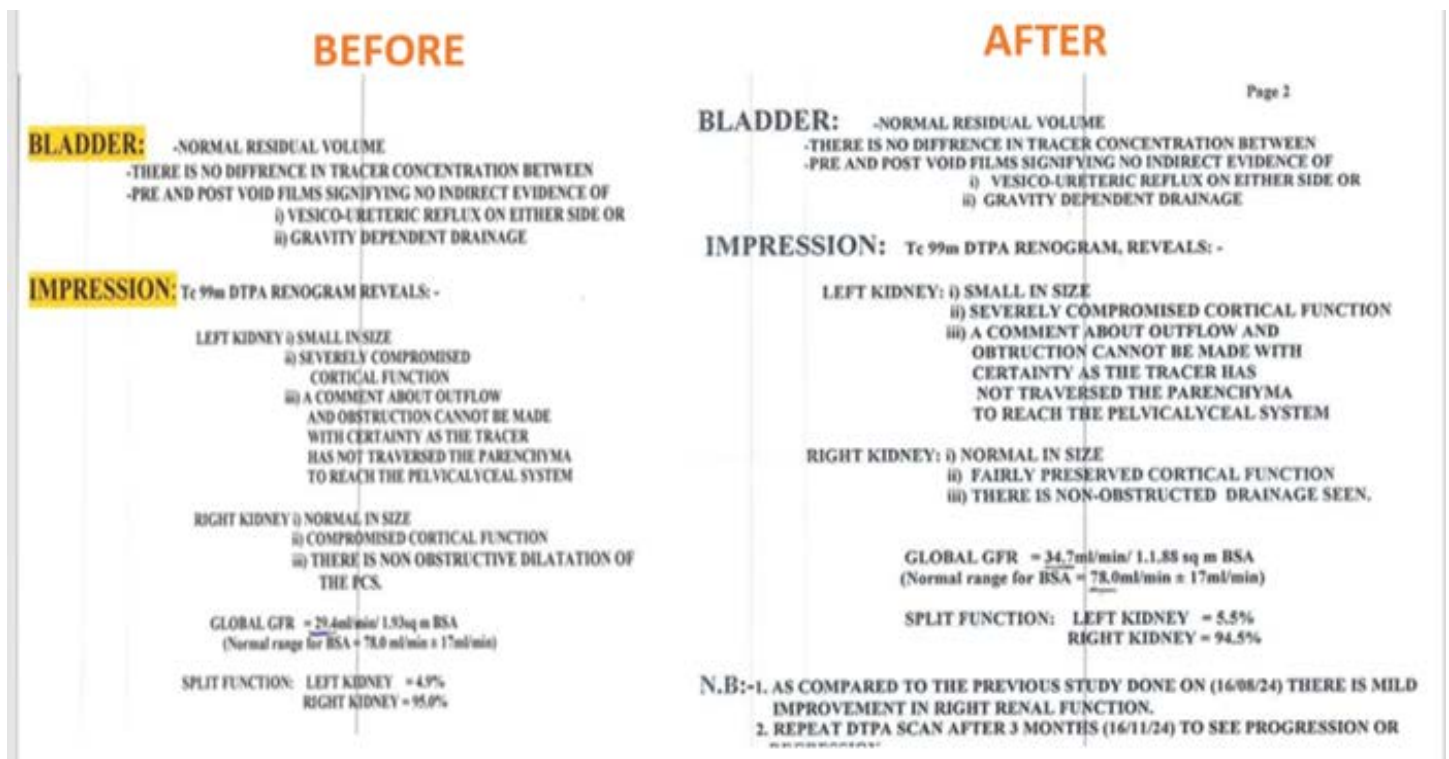 BEFORE
BLADDER: -NORMAL RESIDUAL VOLUME
-THERE IS NO DIFFRENCE IN TRACER CONCENTRATION BETWEEN
-PRE AND POST VOID FILMS SIGNIFYING NO INDIRECT EVIDENCE OF
i) VESICO-URETERIC REFLUX ON EITHER SIDE OR
ii) GRAVITY DEPENDENT DRAINAGE
IMPRESSION: Tc 99m DTPA RENOGRAM REVEALS: -
LEFT KIDNEY i) SMALL IN SIZE
ii) SEVERELY COMPROMISED
CORTICAL FUNCTION
iii) A COMMENT ABOUT OUTFLOW
AND OBSTRUCTION CANNOT BE MADE
WITH CERTAINTY AS THE TRACER
HAS NOT TRAVERSED THE PARENCHYMA
TO REACH THE PELVICALYCEAL SYSTEM
RIGHT KIDNEY i) NORMAL IN SIZE
ii) COMPROMISED CORTICAL FUNCTION
iii) THERE IS NON OBSTRUCTIVE DILATATION OF
THE PCS.
GLOBAL GFR = 29.4ml/min/ 1.93sq m BSA
(Normal range for BSA = 78.0 ml/min ± 17ml/min)
SPLIT FUNCTION: LEFT KIDNEY = 4.9%
RIGHT KIDNEY = 95.0%
AFTER
Page 2
BLADDER: -NORMAL RESIDUAL VOLUME
-THERE IS NO DIFFRENCE IN TRACER CONCENTRATION BETWEEN
-PRE AND POST VOID FILMS SIGNIFYING NO INDIRECT EVIDENCE OF
i) VESICO-URETERIC REFLUX ON EITHER SIDE OR
ii) GRAVITY DEPENDENT DRAINAGE
IMPRESSION: Tc 99m DTPA RENOGRAM, REVEALS: -
LEFT KIDNEY: i) SMALL IN SIZE
ii) SEVERELY COMPROMISED CORTICAL FUNCTION
iii) A COMMENT ABOUT OUTFLOW AND
OBTRUCTION CANNOT BE MADE WITH
CERTAINTY AS THE TRACER HAS
NOT TRAVERSED THE PARENCHYMA
TO REACH THE PELVICALYCEAL SYSTEM
RIGHT KIDNEY: i) NORMAL IN SIZE
ii) FAIRLY PRESERVED CORTICAL FUNCTION
iii) THERE IS NON-OBSTRUCTED DRAINAGE SEEN.
GLOBAL GFR = 34.7ml/min/ 1.1.88 sq m BSA
(Normal range for BSA = 78.0ml/min ± 17ml/min)
SPLIT FUNCTION: LEFT KIDNEY = 5.5%
RIGHT KIDNEY = 94.5%
N.B:-1. AS COMPARED TO THE PREVIOUS STUDY DONE ON (16/08/24) THERE IS MILD
IMPROVEMENT IN RIGHT RENAL FUNCTION.
2. REPEAT DTPA SCAN AFTER 3 MONTHS (16/11/24) TO SEE PROGRESSION OR